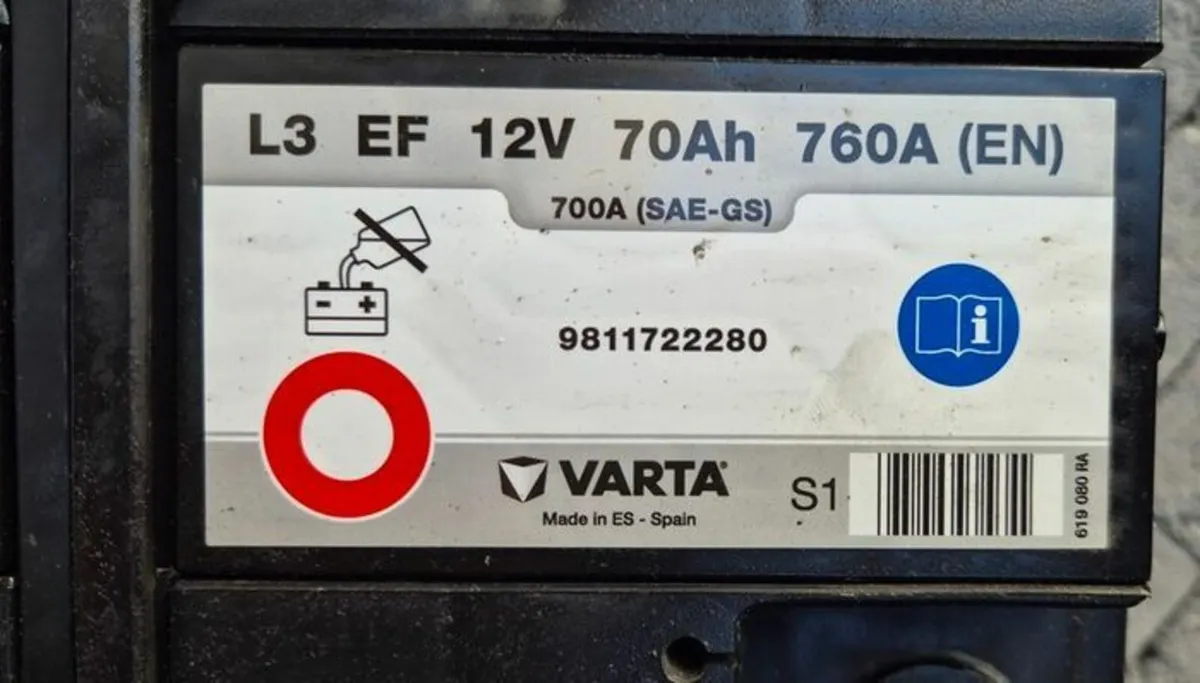 L3 EF 12V 70Ah 760A (EN)
700A (SAE-GS)
- +
i
9811722280
VARTA®
Made in ES - Spain
S1
619 080 RA